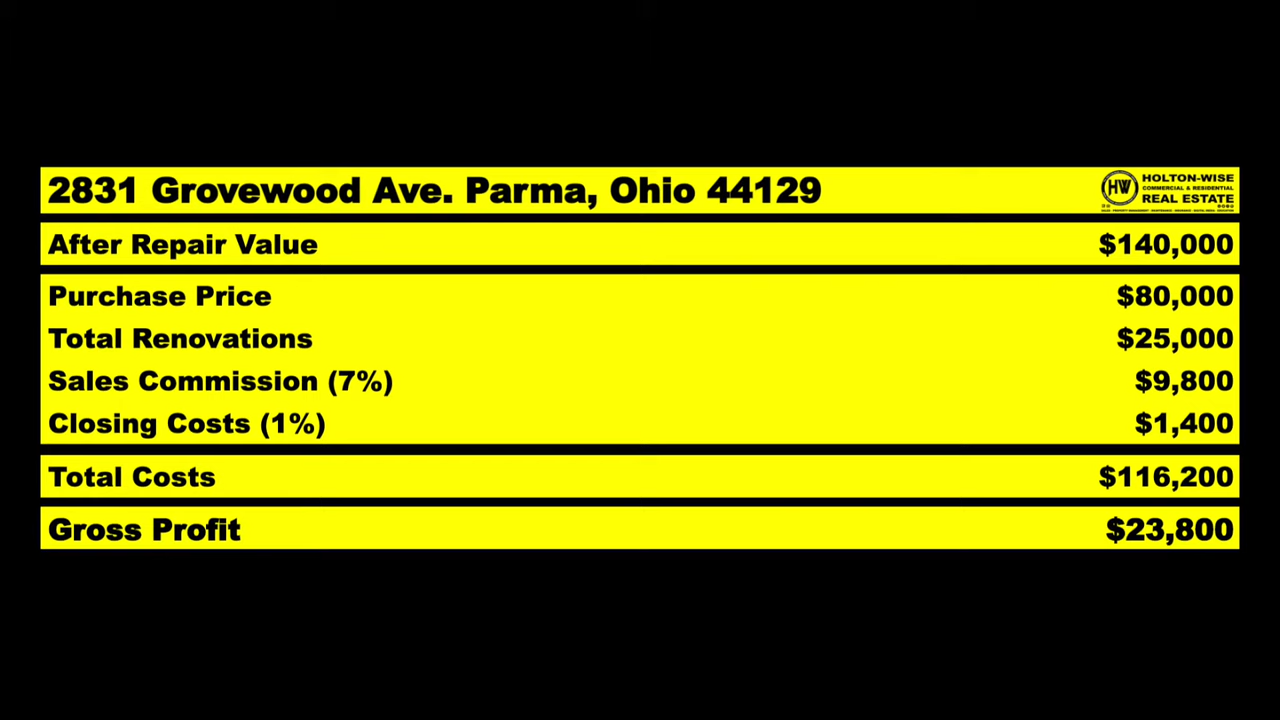 2831 Grovewood Ave. Parma, Ohio 44129
HW
HOLTON-WISE
COMMERCIAL & RESIDENTIAL
REAL ESTATE
After Repair Value $140,000
Purchase Price $80,000
Total Renovations $25,000
Sales Commission (7%) $9,800
Closing Costs (1%) $1,400
Total Costs $116,200
Gross Profit $23,800